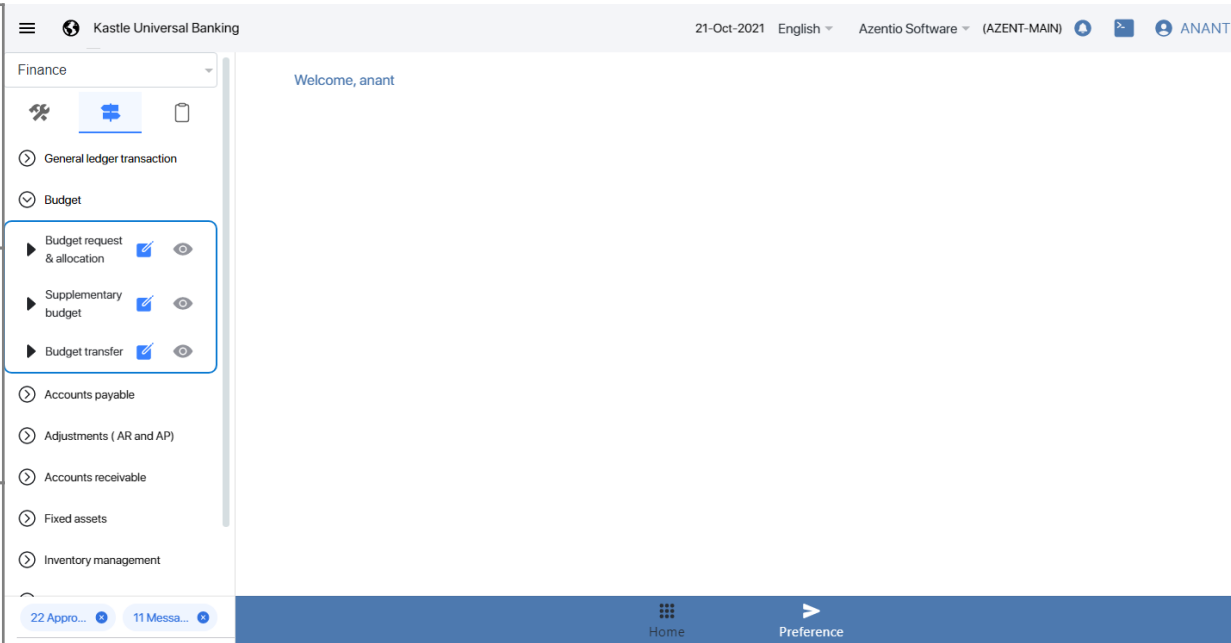 Kastle Universal Banking
21-Oct-2021 English Azentio Software (AZENT-MAIN) ANANT
Finance
Welcome, anant
General ledger transaction
Budget
Budget request
& allocation
Supplementary
budget
Budget transfer
Accounts payable
Adjustments ( AR and AP)
Accounts receivable
Fixed assets
Inventory management
22 Appro... 11 Messa...
Home Preference